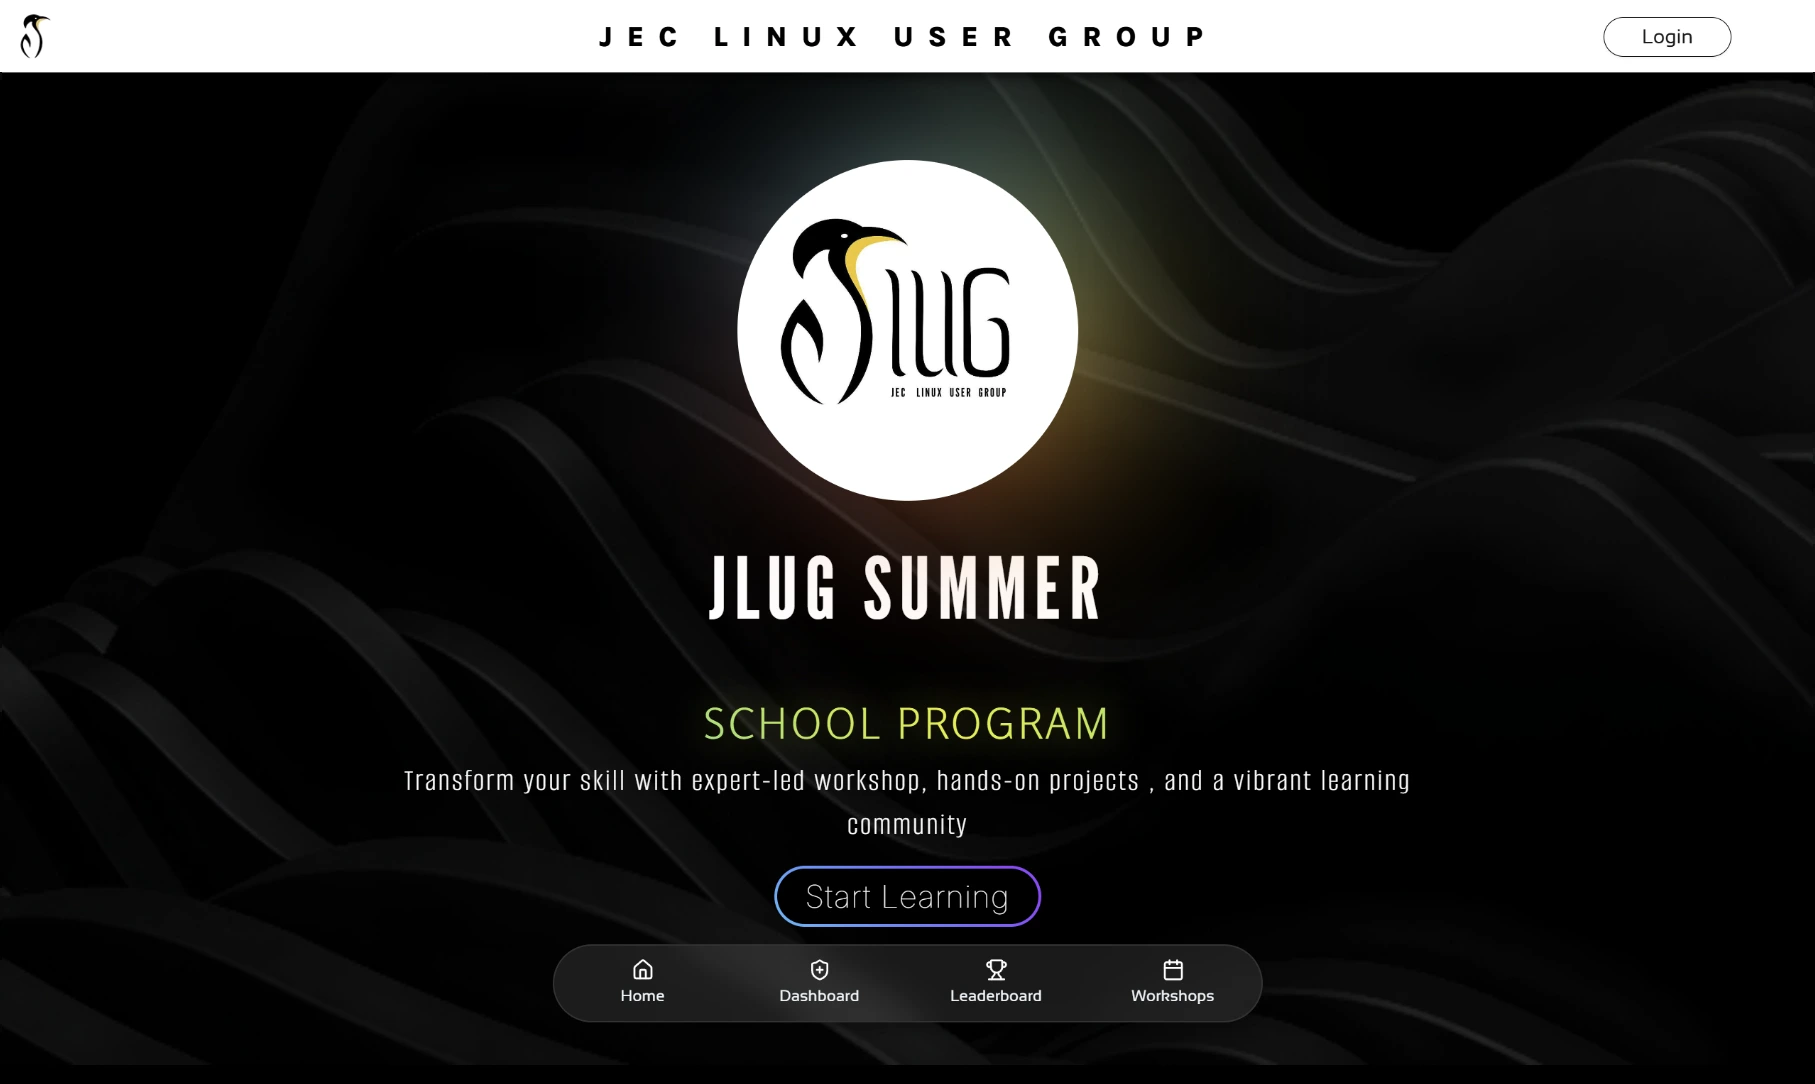 JEC LINUX USER GROUP
Login
JLUG
JEC LINUX USER GROUP
JLUG SUMMER
SCHOOL PROGRAM
Transform your skill with expert-led workshop, hands-on projects , and a vibrant learning
community
Start Learning
Home Dashboard Leaderboard Workshops